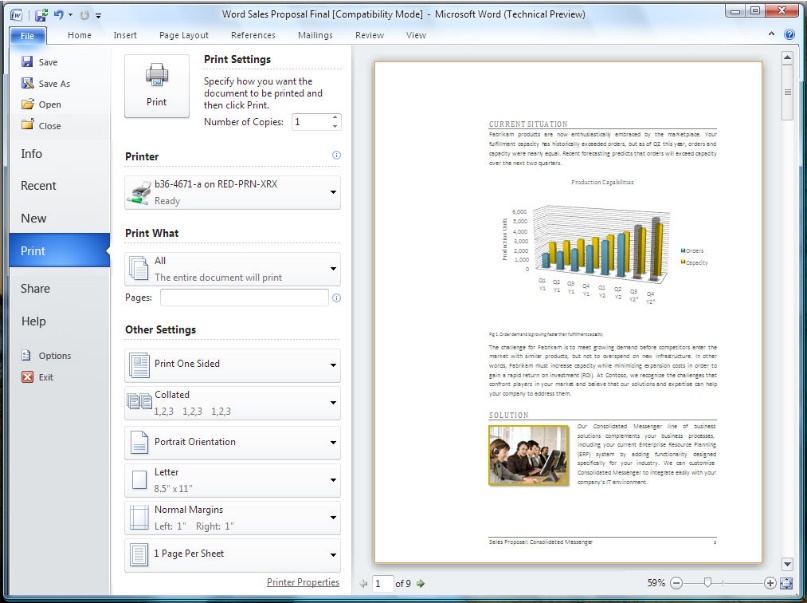 Word Sales Proposal Final [Compatibility Mode] - Microsoft Word (Technical Preview)
File Home Insert Page Layout References Mailings Review View
Save
Save As
Open
Close
Info
Recent
New
Print
Share
Help
Options
Exit
Print
Print Settings
Specify how you want the
document to be printed and
then click Print.
Number of Copies: 1
Printer
b36-4671-a on RED-PRN-XRX
Ready
Print What
All
The entire document will print
Pages:
Other Settings
Print One Sided
Collated
1,2,3 1,2,3 1,2,3
Portrait Orientation
Letter
8.5" x 11"
Normal Margins
Left: 1" Right: 1"
1 Page Per Sheet
Printer Properties
CURRENT SITUATION
Fabrikam products are now enthusiastically embraced by the marketplace. Your
fulfillment capacity has historically exceeded orders, but as of Q2 this year, orders and
capacity were nearly equal. Recent forecasting predicts that orders will exceed capacity
over the next two quarters.
Production Capabilities
Production Units
6,000
5,000
4,000
3,000
2,000
1,000
0
Q1 Q2 Q3 Q4 Q1 Q2 Q3 Q4
Y1 Y1 Y1 Y1 Y2 Y2 Y2* Y2*
Orders
Capacity
Fig 1. Order demand is growing faster than fulfillment capacity
The challenge for Fabrikam is to meet growing demand before competitors enter the
market with similar products, but not to overspend on new infrastructure. In other
words, Fabrikam must increase capacity while minimizing expansion costs in order to
gain a rapid return on investment (ROI). At Contoso, we recognize the challenges that
confront players in your market and believe that our solutions and expertise can help
your company to address them.
SOLUTION
Our Consolidated Messenger line of business
solutions complements your business processes,
including your current Enterprise Resource Planning
(ERP) system by adding functionality designed
specifically for your industry. We can customize
Consolidated Messenger to integrate easily with your
company's IT environment.
Sales Proposal: Consolidated Messenger
1 of 9
59%